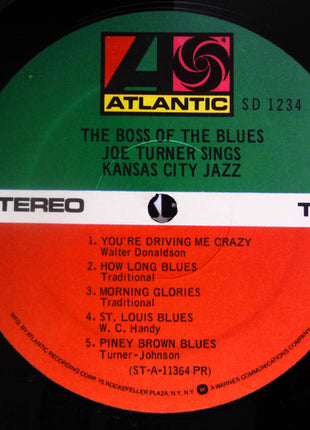 ATLANTIC
SD 1234
THE BOSS OF THE BLUES
JOE TURNER SINGS
KANSAS CITY JAZZ
TEREO
T
1. YOU'RE DRIVING ME CRAZY
Walter Donaldson
2. HOW LONG BLUES
Traditional
3. MORNING GLORIES
Traditional
4. ST. LOUIS BLUES
W. C. Handy
5. PINEY BROWN BLUES
Turner-Johnson
(ST-A-11364 PR)
MFG. BY ATLANTIC RECORDING CORP. 75 ROCKEFELLER PLAZA, N.Y. N.Y. A WARNER COMMUNICATIONS